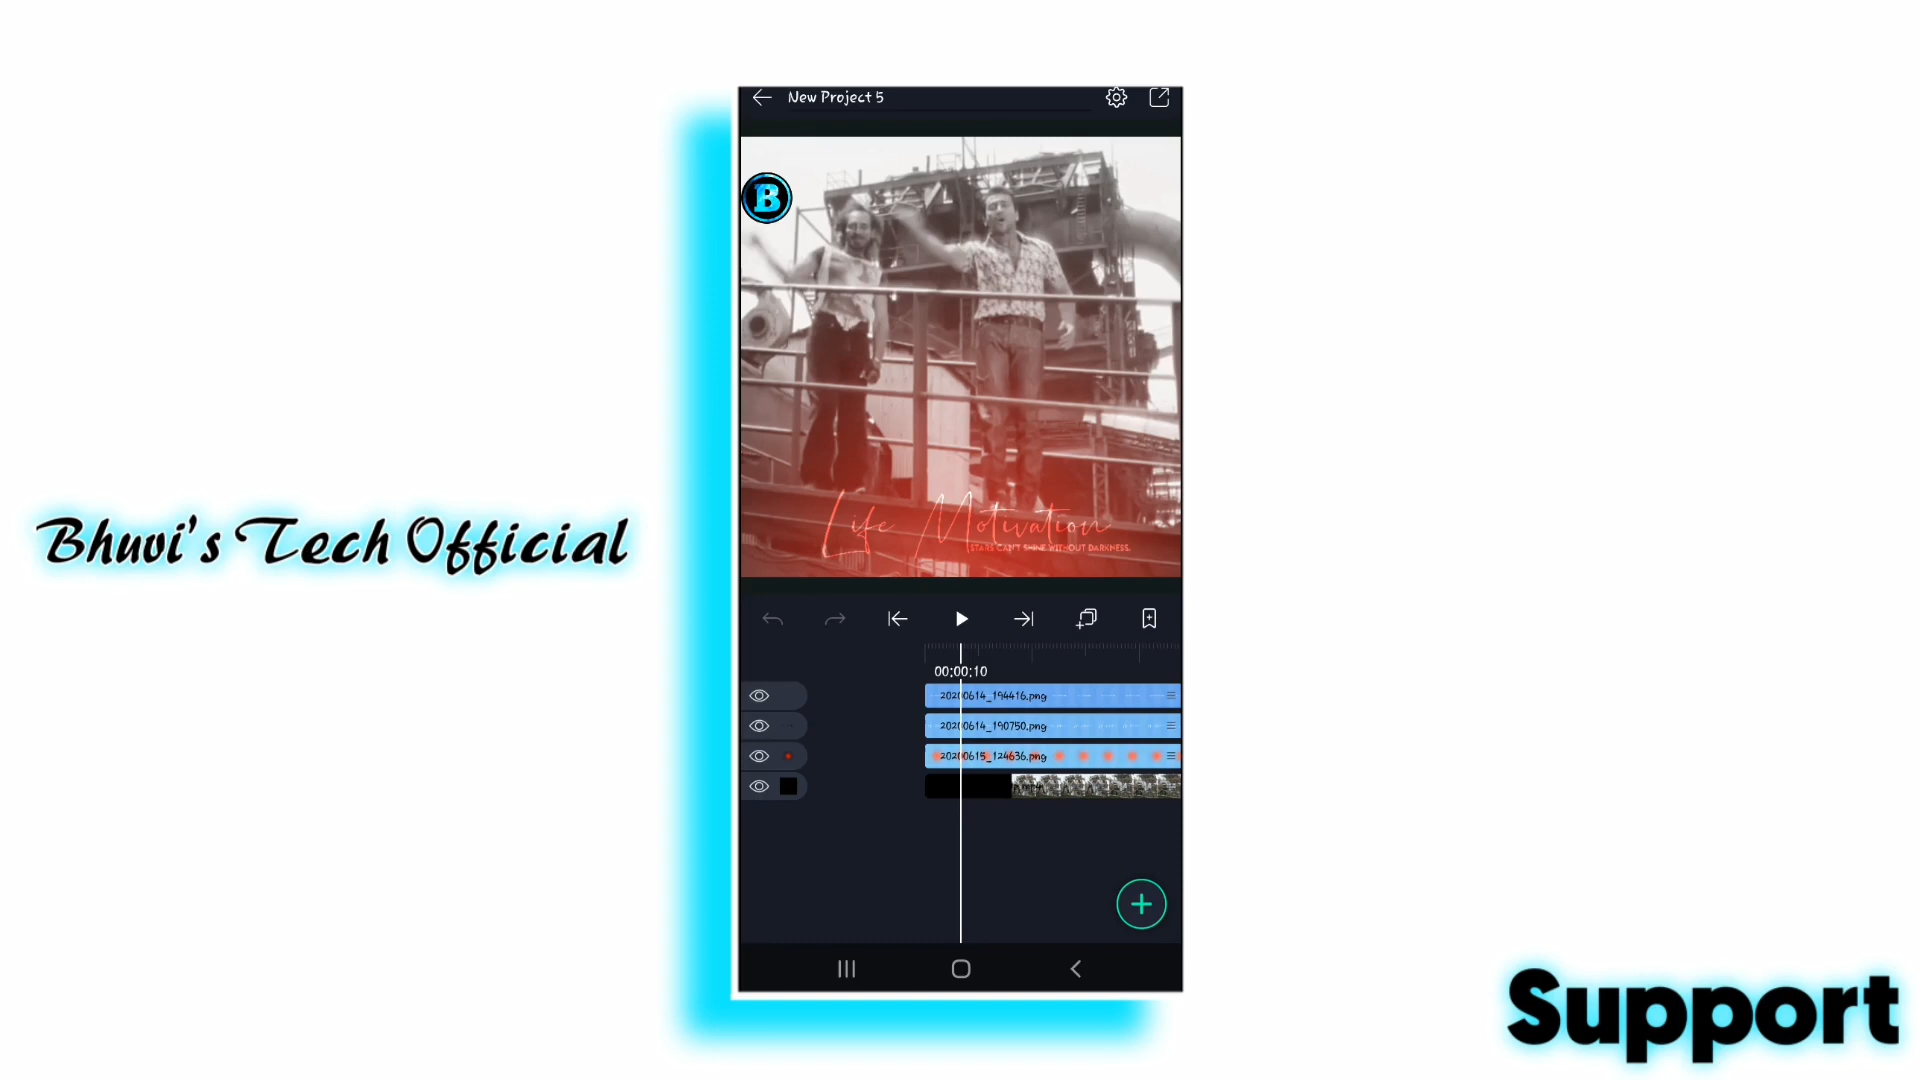 New Project 5
B
Life Motivation
STARS CAN'T SHINE WITHOUT DARKNESS.
Bhuvi's Tech Official
00:00:10
20200614_194416.png
20200614_190750.png
20200615_124636.png
Support